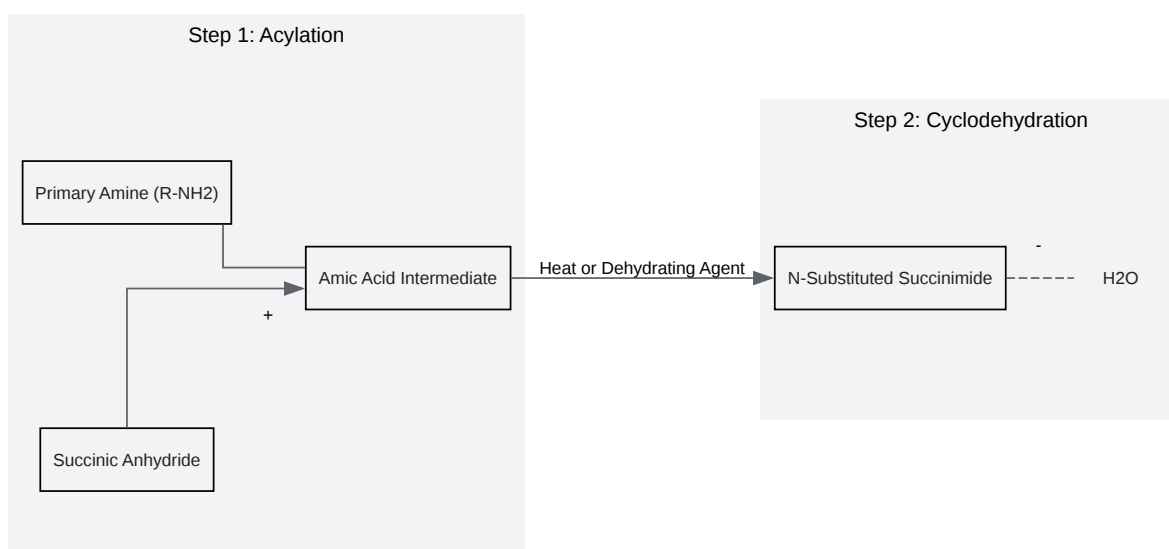 Step 1: Acylation
Step 2: Cyclodehydration
Primary Amine (R-NH2)
Amic Acid Intermediate
+
Heat or Dehydrating Agent
N-Substituted Succinimide
-
H2O
Succinic Anhydride